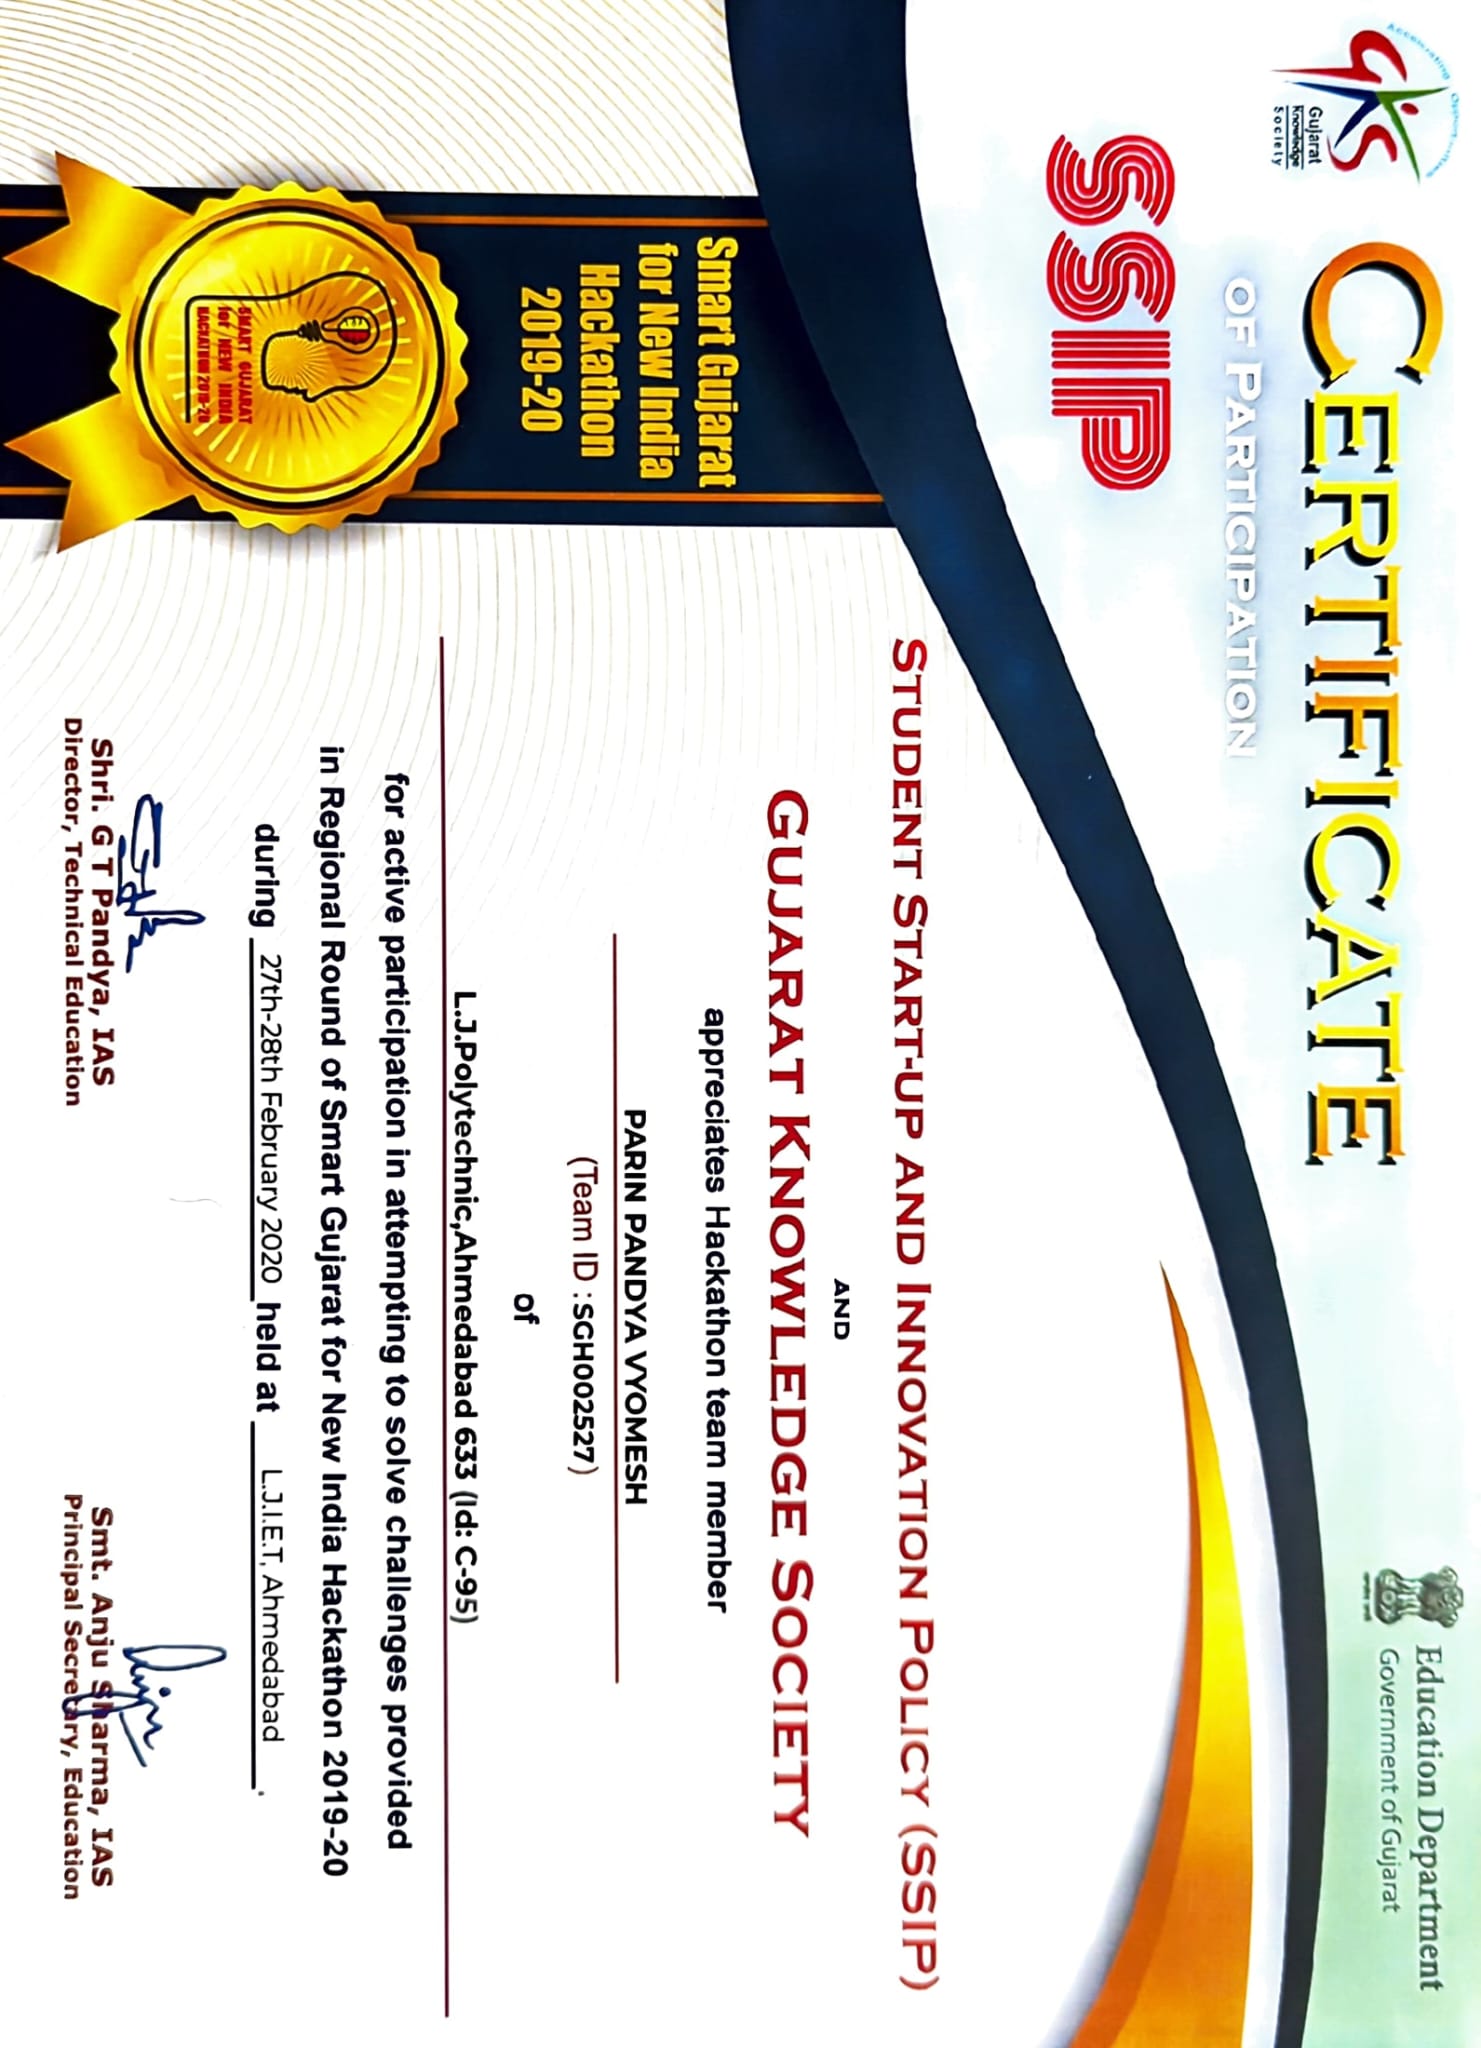 Accelerating Opportunities
GKS
Gujarat
Knowledge
Society
CERTIFICATE
OF PARTICIPATION
SSIP
Education Department
Government of Gujarat
STUDENT START-UP AND INNOVATION POLICY (SSIP)
AND
GUJARAT KNOWLEDGE SOCIETY
appreciates Hackathon team member
PARIN PANDYA VYOMESH
(Team ID : SGH002527)
of
L.J.Polytechnic,Ahmedabad 633 (Id: C-95)
for active participation in attempting to solve challenges provided
in Regional Round of Smart Gujarat for New India Hackathon 2019-20
during 27th-28th February 2020 held at L.J.I.E.T, Ahmedabad.
Smart Gujarat
for New India
Hackathon
2019-20
SMART GUJARAT
for NEW INDIA
HACKATHON 2019-20
Shri. G T Pandya, IAS
Director, Technical Education
Anju
Smt. Anju Sharma, IAS
Principal Secretary, Education